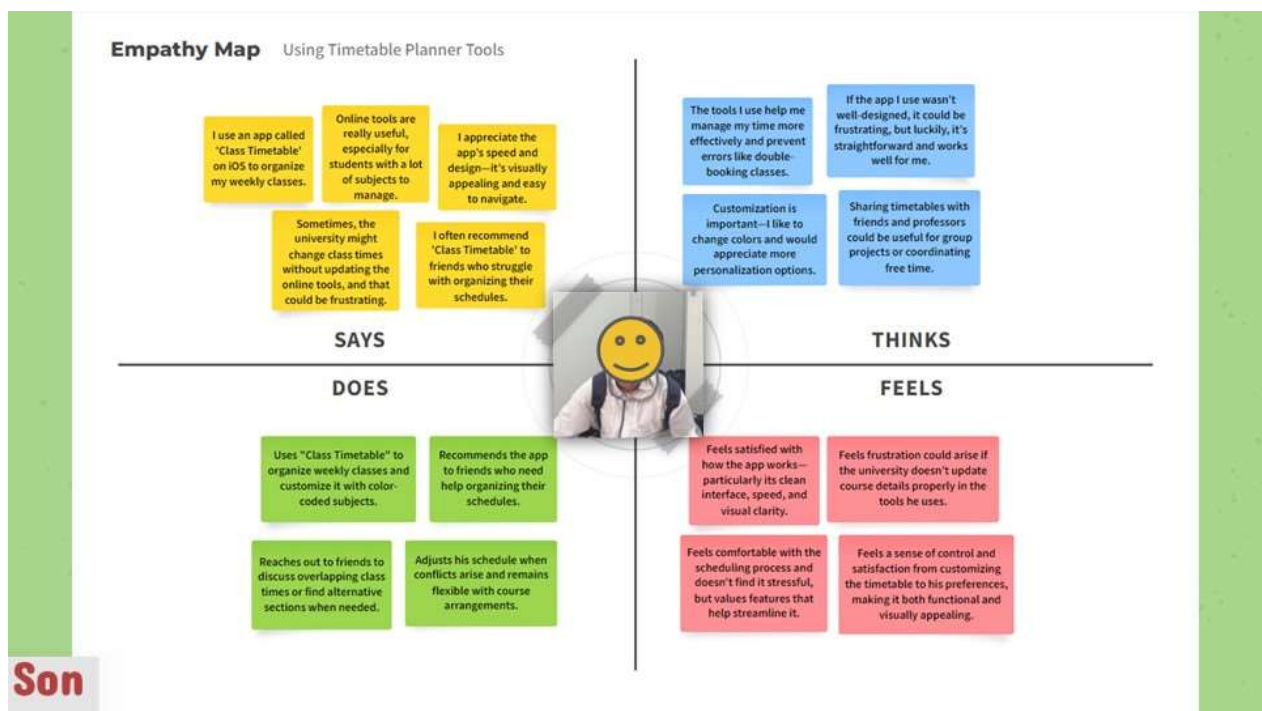 Empathy Map Using Timetable Planner Tools
I use an app called
'Class Timetable'
on iOS to organize
my weekly classes.
Online tools are
really useful,
especially for
students with a lot
of subjects to
manage.
I appreciate the
app's speed and
design—it's visually
appealing and easy
to navigate.
Sometimes, the
university might
change class times
without updating the
online tools, and that
could be frustrating.
I often recommend
'Class Timetable' to
friends who struggle
with organizing their
schedules.
SAYS
The tools I use help me
manage my time more
effectively and prevent
errors like double-
booking classes.
If the app I use wasn't
well-designed, it could be
frustrating, but luckily, it's
straightforward and works
well for me.
Customization is
important—I like to
change colors and would
appreciate more
personalization options.
Sharing timetables with
friends and professors
could be useful for group
projects or coordinating
free time.
THINKS
DOES
Uses "Class Timetable" to
organize weekly classes and
customize it with color-
coded subjects.
Recommends the app
to friends who need
help organizing their
schedules.
Reaches out to friends to
discuss overlapping class
times or find alternative
sections when needed.
Adjusts his schedule when
conflicts arise and remains
flexible with course
arrangements.
FEELS
Feels satisfied with
how the app works—
particularly its clean
interface, speed, and
visual clarity.
Feels frustration could arise if
the university doesn't update
course details properly in the
tools he uses.
Feels comfortable with the
scheduling process and
doesn't find it stressful,
but values features that
help streamline it.
Feels a sense of control and
satisfaction from customizing
the timetable to his preferences,
making it both functional and
visually appealing.
Son